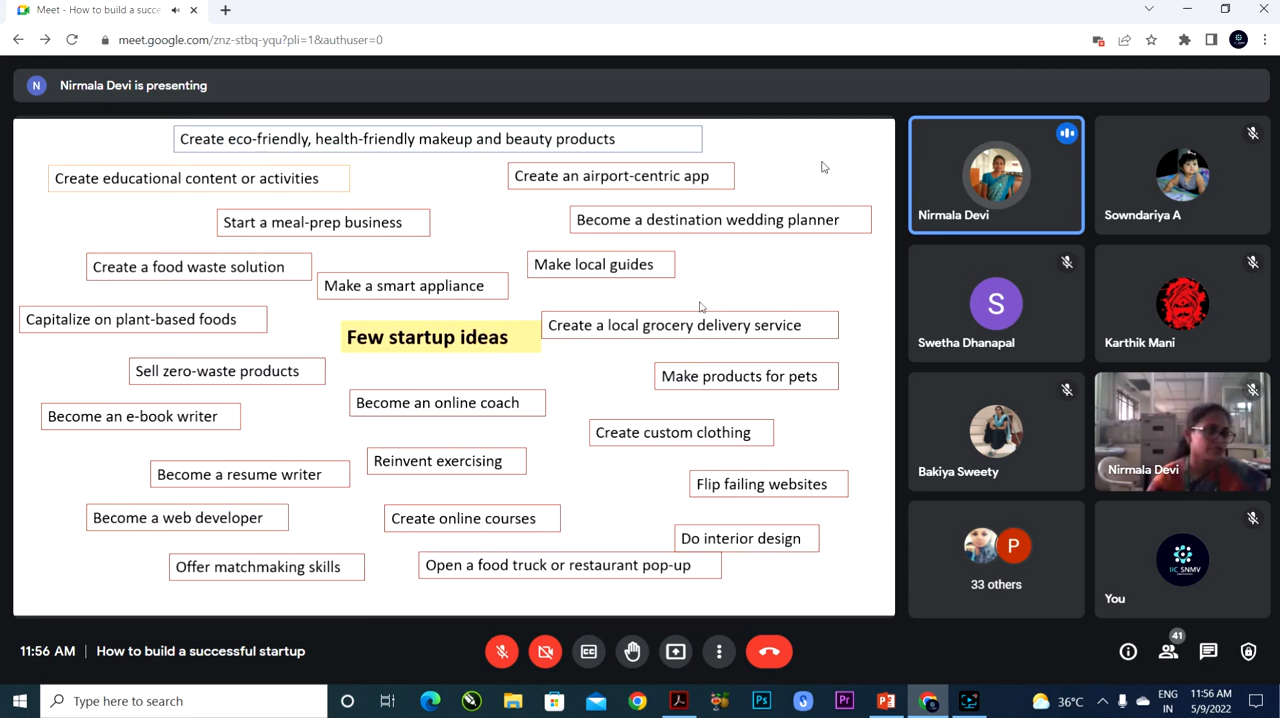 Meet - How to build a succe
meet.google.com/znz-stbq-yqu?pli=1&authuser=0
N
Nirmala Devi is presenting
Create eco-friendly, health-friendly makeup and beauty products
Create educational content or activities
Create an airport-centric app
Start a meal-prep business
Become a destination wedding planner
Create a food waste solution
Make local guides
Make a smart appliance
Capitalize on plant-based foods
Create a local grocery delivery service
Few startup ideas
Sell zero-waste products
Make products for pets
Become an online coach
Become an e-book writer
Create custom clothing
Reinvent exercising
Become a resume writer
Flip failing websites
Become a web developer
Create online courses
Do interior design
Offer matchmaking skills
Open a food truck or restaurant pop-up
Nirmala Devi
Sowndariya A
S
Swetha Dhanapal
Karthik Mani
Bakiya Sweety
Nirmala Devi
P
33 others
IIC_SNMV
You
11:56 AM | How to build a successful startup
41
Type here to search
Ps
Pr
36°C
ENG
IN
11:56 AM
5/9/2022